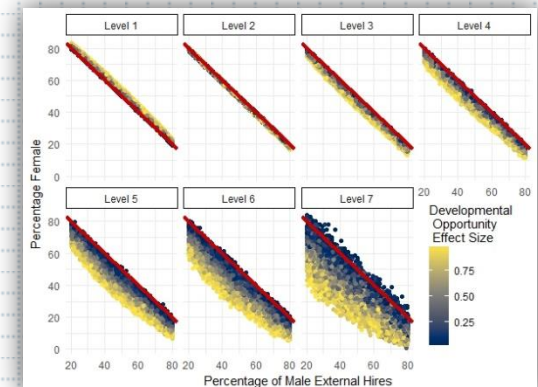 Level 1
Level 2
Level 3
Level 4
80
60
40
20
0
20 40 60 80
Level 5
Level 6
Level 7
80
60
40
20
0
20 40 60 80
20 40 60 80
20 40 60 80
Percentage Female
Percentage of Male External Hires
Developmental
Opportunity
Effect Size
0.75
0.50
0.25